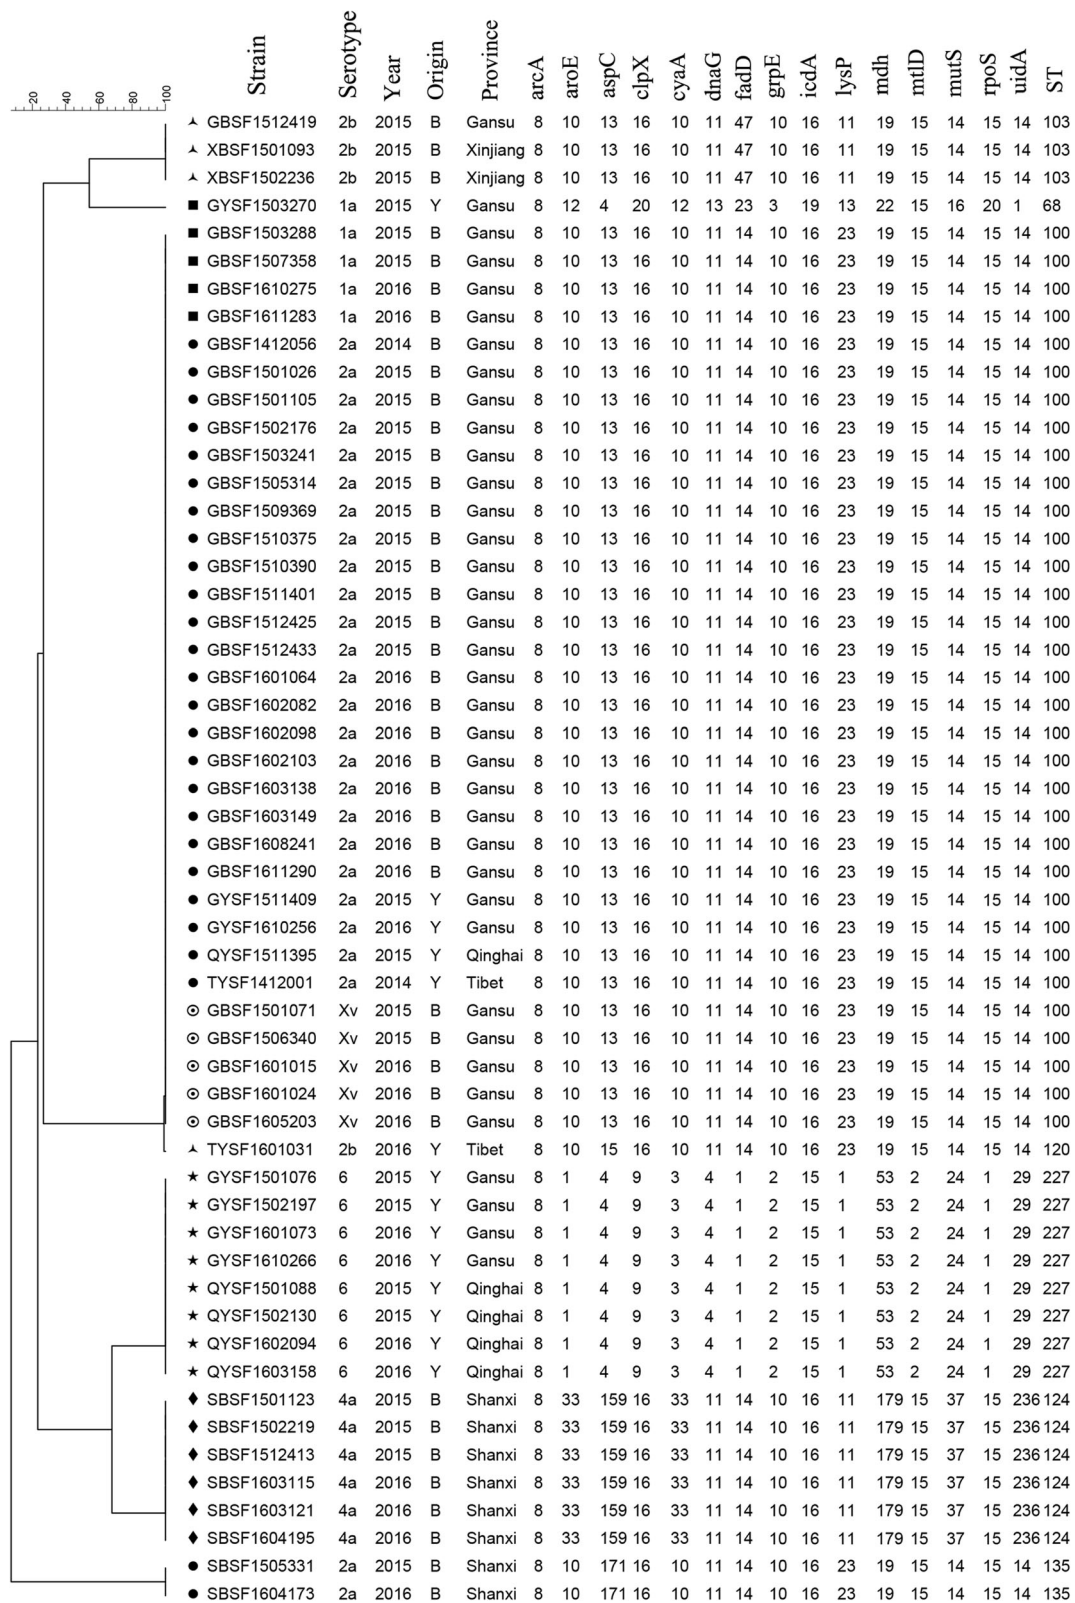 Strain Serotype Year Origin Province arcA aroE aspC clpX cyaA dnaG fadD grpE icdA lysP mdh mtlD mutS rpoS uidA ST
20 40 60 80 100
GBSF1512419 2b 2015 B Gansu 8 10 13 16 10 11 47 10 16 11 19 15 14 15 14 103
XBSF1501093 2b 2015 B Xinjiang 8 10 13 16 10 11 47 10 16 11 19 15 14 15 14 103
XBSF1502236 2b 2015 B Xinjiang 8 10 13 16 10 11 47 10 16 11 19 15 14 15 14 103
GYSF1503270 1a 2015 Y Gansu 8 12 4 20 12 13 23 3 19 13 22 15 16 20 1 68
GBSF1503288 1a 2015 B Gansu 8 10 13 16 10 11 14 10 16 23 19 15 14 15 14 100
GBSF1507358 1a 2015 B Gansu 8 10 13 16 10 11 14 10 16 23 19 15 14 15 14 100
GBSF1610275 1a 2016 B Gansu 8 10 13 16 10 11 14 10 16 23 19 15 14 15 14 100
GBSF1611283 1a 2016 B Gansu 8 10 13 16 10 11 14 10 16 23 19 15 14 15 14 100
GBSF1412056 2a 2014 B Gansu 8 10 13 16 10 11 14 10 16 23 19 15 14 15 14 100
GBSF1501026 2a 2015 B Gansu 8 10 13 16 10 11 14 10 16 23 19 15 14 15 14 100
GBSF1501105 2a 2015 B Gansu 8 10 13 16 10 11 14 10 16 23 19 15 14 15 14 100
GBSF1502176 2a 2015 B Gansu 8 10 13 16 10 11 14 10 16 23 19 15 14 15 14 100
GBSF1503241 2a 2015 B Gansu 8 10 13 16 10 11 14 10 16 23 19 15 14 15 14 100
GBSF1505314 2a 2015 B Gansu 8 10 13 16 10 11 14 10 16 23 19 15 14 15 14 100
GBSF1509369 2a 2015 B Gansu 8 10 13 16 10 11 14 10 16 23 19 15 14 15 14 100
GBSF1510375 2a 2015 B Gansu 8 10 13 16 10 11 14 10 16 23 19 15 14 15 14 100
GBSF1510390 2a 2015 B Gansu 8 10 13 16 10 11 14 10 16 23 19 15 14 15 14 100
GBSF1511401 2a 2015 B Gansu 8 10 13 16 10 11 14 10 16 23 19 15 14 15 14 100
GBSF1512425 2a 2015 B Gansu 8 10 13 16 10 11 14 10 16 23 19 15 14 15 14 100
GBSF1512433 2a 2015 B Gansu 8 10 13 16 10 11 14 10 16 23 19 15 14 15 14 100
GBSF1601064 2a 2016 B Gansu 8 10 13 16 10 11 14 10 16 23 19 15 14 15 14 100
GBSF1602082 2a 2016 B Gansu 8 10 13 16 10 11 14 10 16 23 19 15 14 15 14 100
GBSF1602098 2a 2016 B Gansu 8 10 13 16 10 11 14 10 16 23 19 15 14 15 14 100
GBSF1602103 2a 2016 B Gansu 8 10 13 16 10 11 14 10 16 23 19 15 14 15 14 100
GBSF1603138 2a 2016 B Gansu 8 10 13 16 10 11 14 10 16 23 19 15 14 15 14 100
GBSF1603149 2a 2016 B Gansu 8 10 13 16 10 11 14 10 16 23 19 15 14 15 14 100
GBSF1608241 2a 2016 B Gansu 8 10 13 16 10 11 14 10 16 23 19 15 14 15 14 100
GBSF1611290 2a 2016 B Gansu 8 10 13 16 10 11 14 10 16 23 19 15 14 15 14 100
GYSF1511409 2a 2015 Y Gansu 8 10 13 16 10 11 14 10 16 23 19 15 14 15 14 100
GYSF1610256 2a 2016 Y Gansu 8 10 13 16 10 11 14 10 16 23 19 15 14 15 14 100
QYSF1511395 2a 2015 Y Qinghai 8 10 13 16 10 11 14 10 16 23 19 15 14 15 14 100
TYSF1412001 2a 2014 Y Tibet 8 10 13 16 10 11 14 10 16 23 19 15 14 15 14 100
GBSF1501071 Xv 2015 B Gansu 8 10 13 16 10 11 14 10 16 23 19 15 14 15 14 100
GBSF1506340 Xv 2015 B Gansu 8 10 13 16 10 11 14 10 16 23 19 15 14 15 14 100
GBSF1601015 Xv 2016 B Gansu 8 10 13 16 10 11 14 10 16 23 19 15 14 15 14 100
GBSF1601024 Xv 2016 B Gansu 8 10 13 16 10 11 14 10 16 23 19 15 14 15 14 100
GBSF1605203 Xv 2016 B Gansu 8 10 13 16 10 11 14 10 16 23 19 15 14 15 14 100
TYSF1601031 2b 2016 Y Tibet 8 10 15 16 10 11 14 10 16 23 19 15 14 15 14 120
GYSF1501076 6 2015 Y Gansu 8 1 4 9 3 4 1 2 15 1 53 2 24 1 29 227
GYSF1502197 6 2015 Y Gansu 8 1 4 9 3 4 1 2 15 1 53 2 24 1 29 227
GYSF1601073 6 2016 Y Gansu 8 1 4 9 3 4 1 2 15 1 53 2 24 1 29 227
GYSF1610266 6 2016 Y Gansu 8 1 4 9 3 4 1 2 15 1 53 2 24 1 29 227
QYSF1501088 6 2015 Y Qinghai 8 1 4 9 3 4 1 2 15 1 53 2 24 1 29 227
QYSF1502130 6 2015 Y Qinghai 8 1 4 9 3 4 1 2 15 1 53 2 24 1 29 227
QYSF1602094 6 2016 Y Qinghai 8 1 4 9 3 4 1 2 15 1 53 2 24 1 29 227
QYSF1603158 6 2016 Y Qinghai 8 1 4 9 3 4 1 2 15 1 53 2 24 1 29 227
SBSF1501123 4a 2015 B Shanxi 8 33 159 16 33 11 14 10 16 11 179 15 37 15 236 124
SBSF1502219 4a 2015 B Shanxi 8 33 159 16 33 11 14 10 16 11 179 15 37 15 236 124
SBSF1512413 4a 2015 B Shanxi 8 33 159 16 33 11 14 10 16 11 179 15 37 15 236 124
SBSF1603115 4a 2016 B Shanxi 8 33 159 16 33 11 14 10 16 11 179 15 37 15 236 124
SBSF1603121 4a 2016 B Shanxi 8 33 159 16 33 11 14 10 16 11 179 15 37 15 236 124
SBSF1604195 4a 2016 B Shanxi 8 33 159 16 33 11 14 10 16 11 179 15 37 15 236 124
SBSF1505331 2a 2015 B Shanxi 8 10 171 16 10 11 14 10 16 23 19 15 14 15 14 135
SBSF1604173 2a 2016 B Shanxi 8 10 171 16 10 11 14 10 16 23 19 15 14 15 14 135